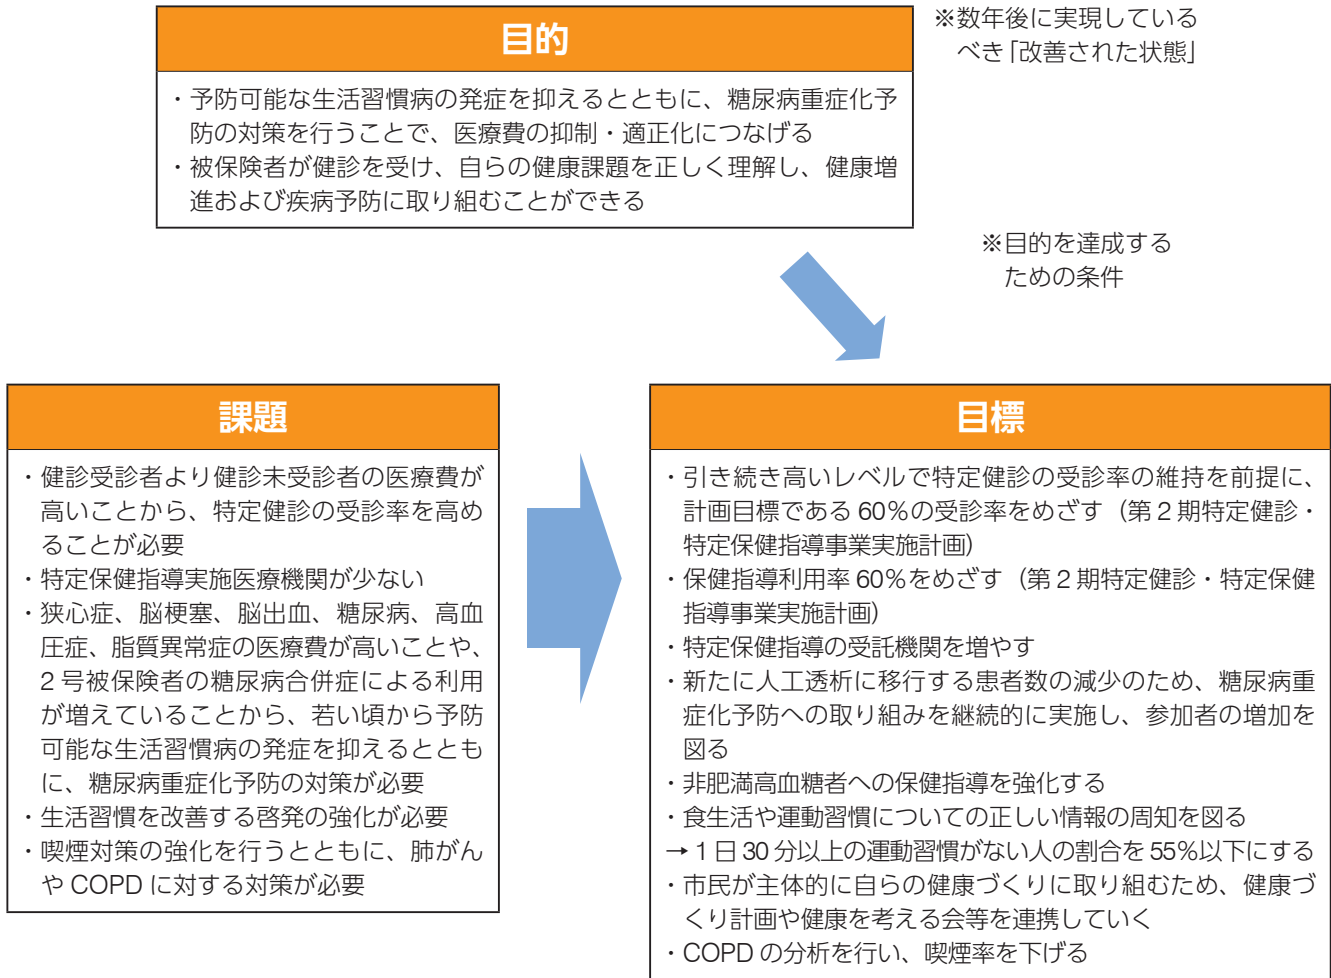 目的
・予防可能な生活習慣病の発症を抑えるとともに、糖尿病重症化予
防の対策を行うことで、医療費の抑制・適正化につなげる
・被保険者が健診を受け、自らの健康課題を正しく理解し、健康増
進および疾病予防に取り組むことができる
※数年後に実現している
べき「改善された状態」
※目的を達成する
ための条件
課題
・健診受診者より健診未受診者の医療費が
高いことから、特定健診の受診率を高め
ることが必要
・特定保健指導実施医療機関が少ない
・狭心症、脳梗塞、脳出血、糖尿病、高血
圧症、脂質異常症の医療費が高いことや、
2号被保険者の糖尿病合併症による利用
が増えていることから、若い頃から予防
可能な生活習慣病の発症を抑えるととも
に、糖尿病重症化予防の対策が必要
・生活習慣を改善する啓発の強化が必要
・喫煙対策の強化を行うとともに、肺がん
や COPD に対する対策が必要
目標
・引き続き高いレベルで特定健診の受診率の維持を前提に、
計画目標である 60%の受診率をめざす（第2期特定健診・
特定保健指導事業実施計画）
・保健指導利用率 60%をめざす（第2期特定健診・特定保健
指導事業実施計画）
・特定保健指導の受託機関を増やす
・新たに人工透析に移行する患者数の減少のため、糖尿病重
症化予防への取り組みを継続的に実施し、参加者の増加を
図る
・非肥満高血糖者への保健指導を強化する
・食生活や運動習慣についての正しい情報の周知を図る
→1日30分以上の運動習慣がない人の割合を55%以下にする
・市民が主体的に自らの健康づくりに取り組むため、健康づ
くり計画や健康を考える会等を連携していく
・COPD の分析を行い、喫煙率を下げる